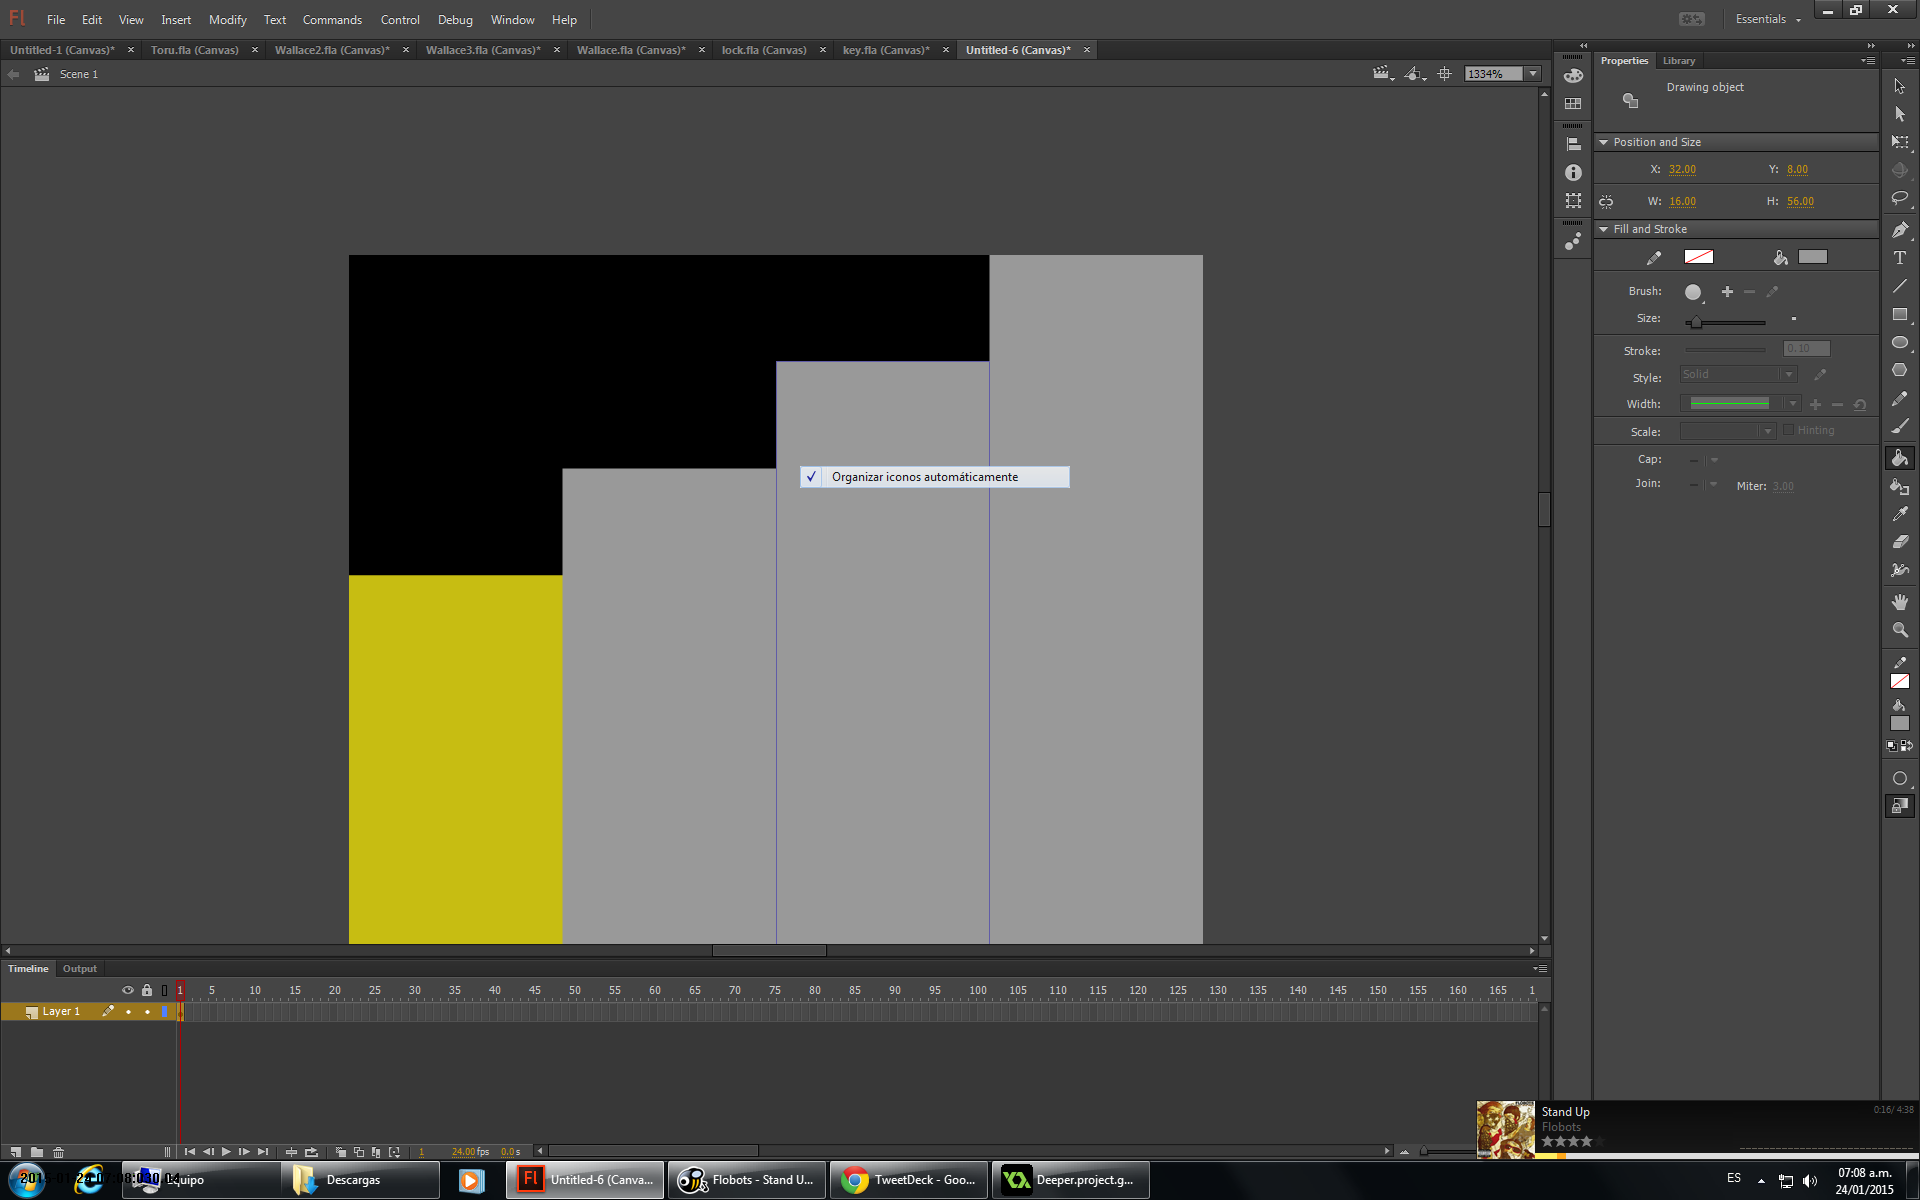 Fl File Edit View Insert Modify Text Commands Control Debug Window Help Essentials
Untitled-1 (Canvas)* Toru.fla (Canvas) Wallace2.fla (Canvas)* Wallace3.fla (Canvas)* Wallace.fla (Canvas)* lock.fla (Canvas) key.fla (Canvas)* Untitled-6 (Canvas)*
Scene 1 1334%
Properties Library
Drawing object
Position and Size
X: 32.00 Y: 8.00
W: 16.00 H: 56.00
Fill and Stroke
Brush:
Size:
Stroke: 0.10
Style: Solid
Width:
Scale: Hinting
Cap:
Join: Miter: 3.00
Organizar iconos automáticamente
Timeline Output
1 5 10 15 20 25 30 35 40 45 50 55 60 65 70 75 80 85 90 95 100 105 110 115 120 125 130 135 140 145 150 155 160 165 1
Layer 1
1 24.00 fps 0.0 s
Stand Up 0:16/ 4:38
Flobots
Equipo Descargas Fl Untitled-6 (Canva... Flobots - Stand U... TweetDeck - Goo... Deeper.project.g...
ES 07:08 a.m.
24/01/2015